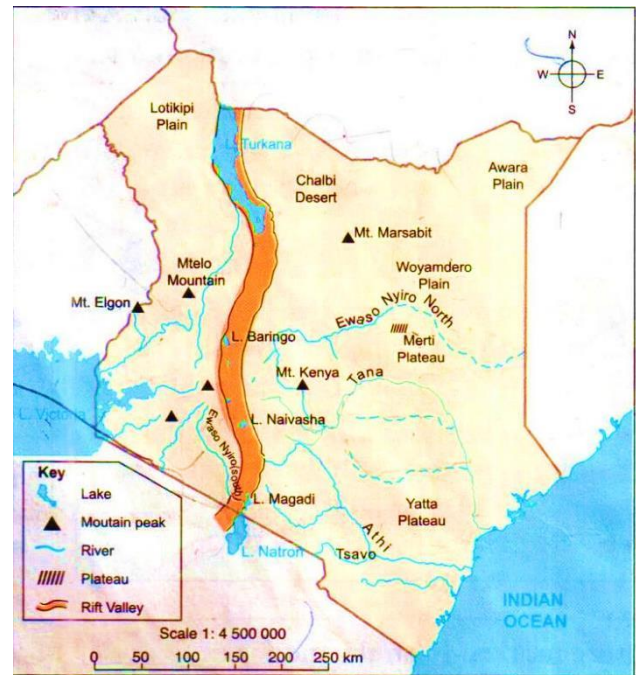 N
W
E
S
Lotikipi
Plain
L. Turkana
Chalbi
Desert
Awara
Plain
Mt. Marsabit
Mtelo
Mountain
Woyamdero
Plain
Mt. Elgon
Ewaso Nyiro North
L. Baringo
Merti
Plateau
Mt. Kenya
Tana
L. Victoria
L. Naivasha
Ewaso Nyiro(south)
Key
Lake
Moutain peak
River
Plateau
Rift Valley
L. Magadi
Yatta
Plateau
Athi
L. Natron
Tsavo
INDIAN
OCEAN
Scale 1: 4 500 000
0 50 100 150 200 250 km